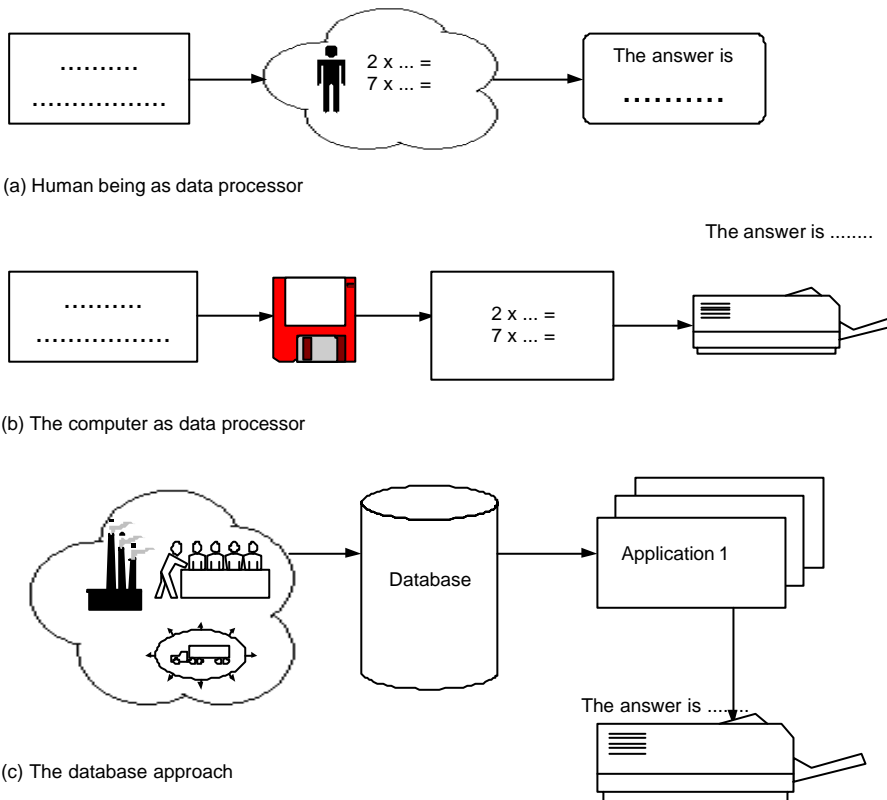 ..........
.................
2 x ... =
7 x ... =
The answer is
..........
(a) Human being as data processor
The answer is ........
..........
.................
2 x ... =
7 x ... =
(b) The computer as data processor
Database
Application 1
The answer is ........
(c) The database approach